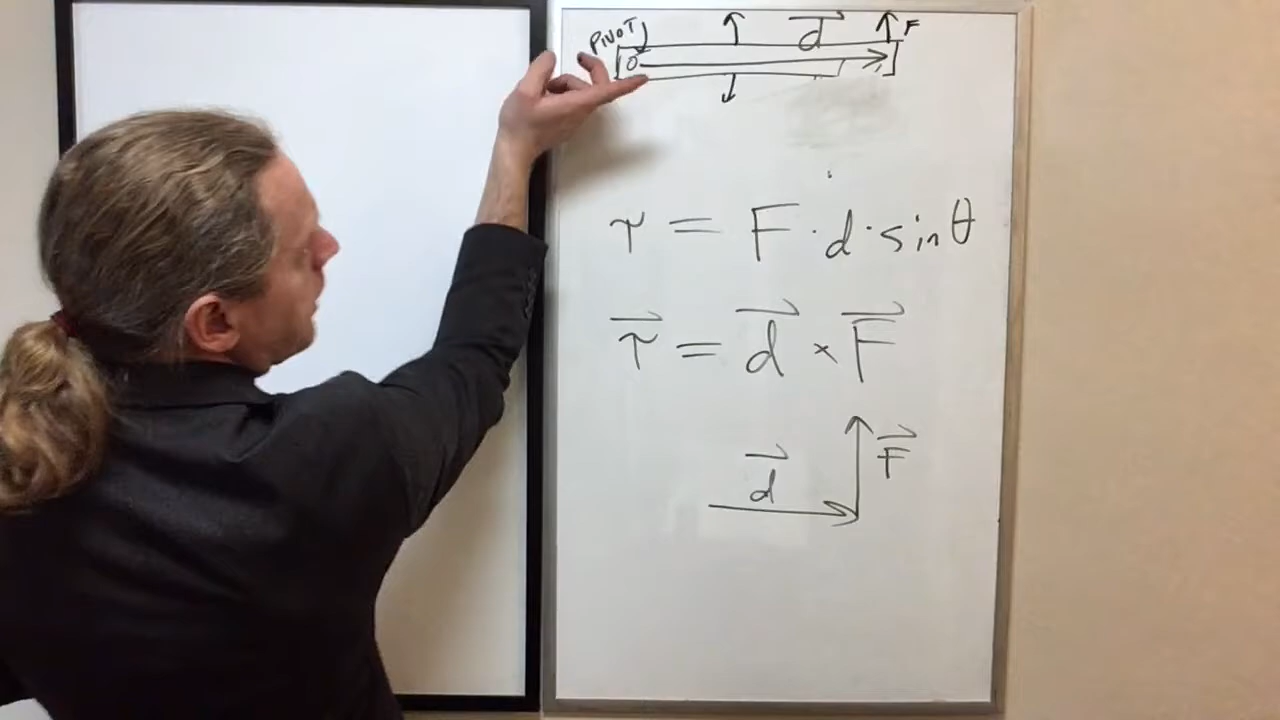 PIVOT d⃗ F
τ = F · d · sin θ
τ⃗ = d⃗ × F⃗
d⃗ F⃗